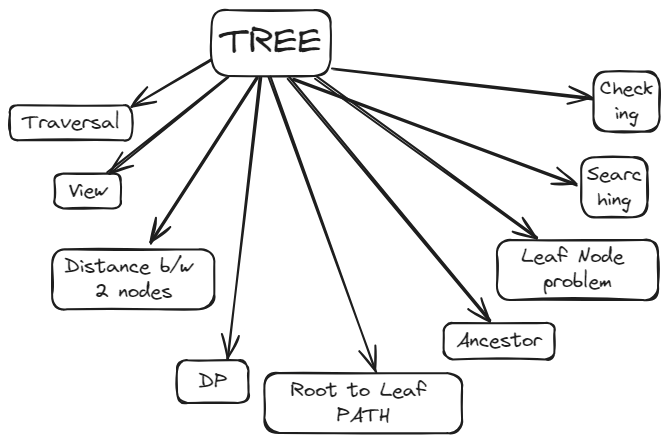 TREE
Traversal
View
Distance b/w
2 nodes
DP
Root to Leaf
PATH
Ancestor
Leaf Node
problem
Searc
hing
Check
ing